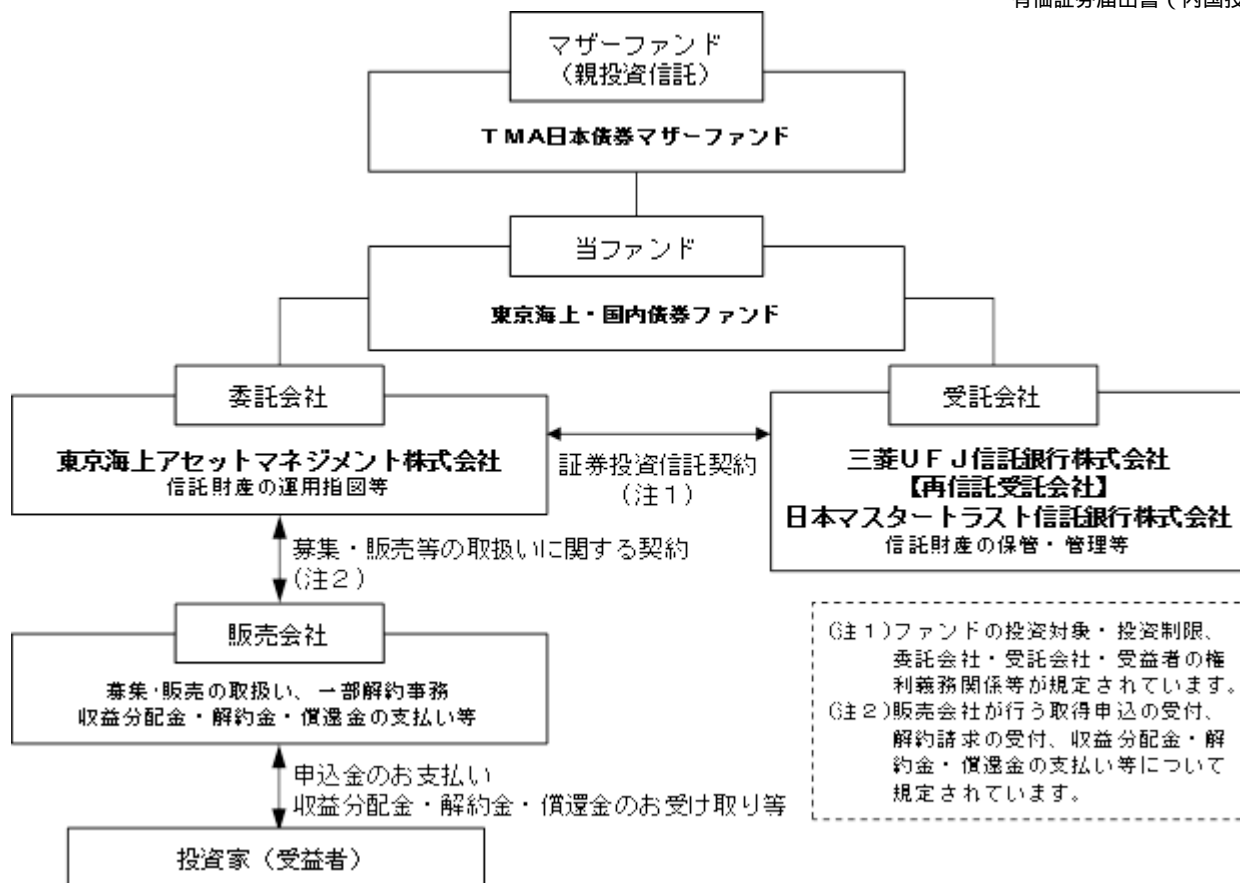 有価証券届出書(内国投
マザーファンド
(親投資信託)
TMA日本債券マザーファンド
当ファンド
東京海上・国内債券ファンド
委託会社
東京海上アセットマネジメント株式会社
信託財産の運用指図等
証券投資信託契約
(注1)
受託会社
三菱UFJ信託銀行株式会社
【再信託受託会社】
日本マスタートラスト信託銀行株式会社
信託財産の保管・管理等
募集・販売等の取扱いに関する契約
(注2)
販売会社
募集・販売の取扱い、一部解約事務
収益分配金・解約金・償還金の支払い等
(注1)ファンドの投資対象・投資制限、
委託会社・受託会社・受益者の権
利義務関係等が規定されています。
(注2)販売会社が行う取得申込の受付、
解約請求の受付、収益分配金・解
約金・償還金の支払い等について
規定されています。
申込金のお支払い
収益分配金・解約金・償還金のお受け取り等
投資家(受益者)